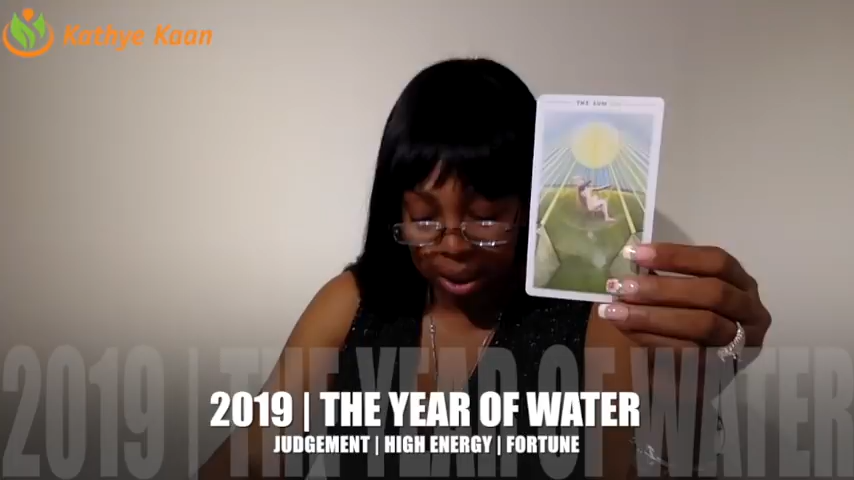 Kathye Kaan
THE SUN
2019 | THE YEAR OF WATER
2019 | THE YEAR OF WATER
JUDGEMENT | HIGH ENERGY | FORTUNE